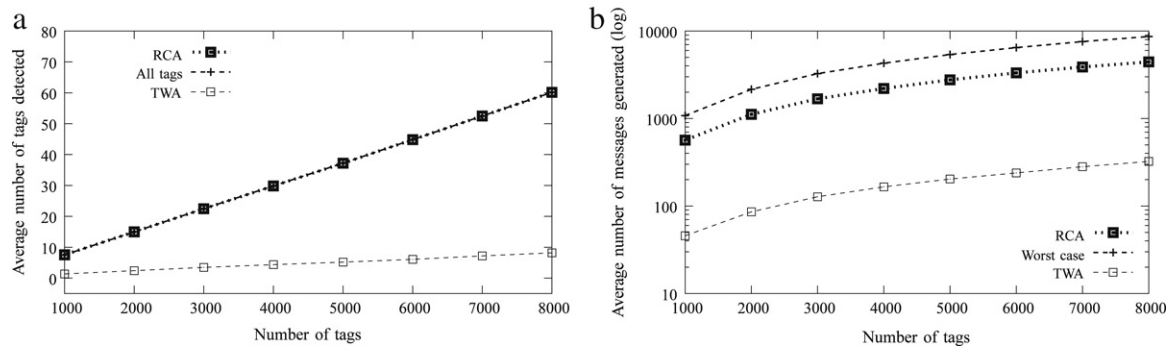 a
Average number of tags detected
80
70
60
50
40
30
20
10
0
RCA
All tags
TWA
1000 2000 3000 4000 5000 6000 7000 8000
Number of tags
b
Average number of messages generated (log)
10000
1000
100
10
RCA
Worst case
TWA
1000 2000 3000 4000 5000 6000 7000 8000
Number of tags